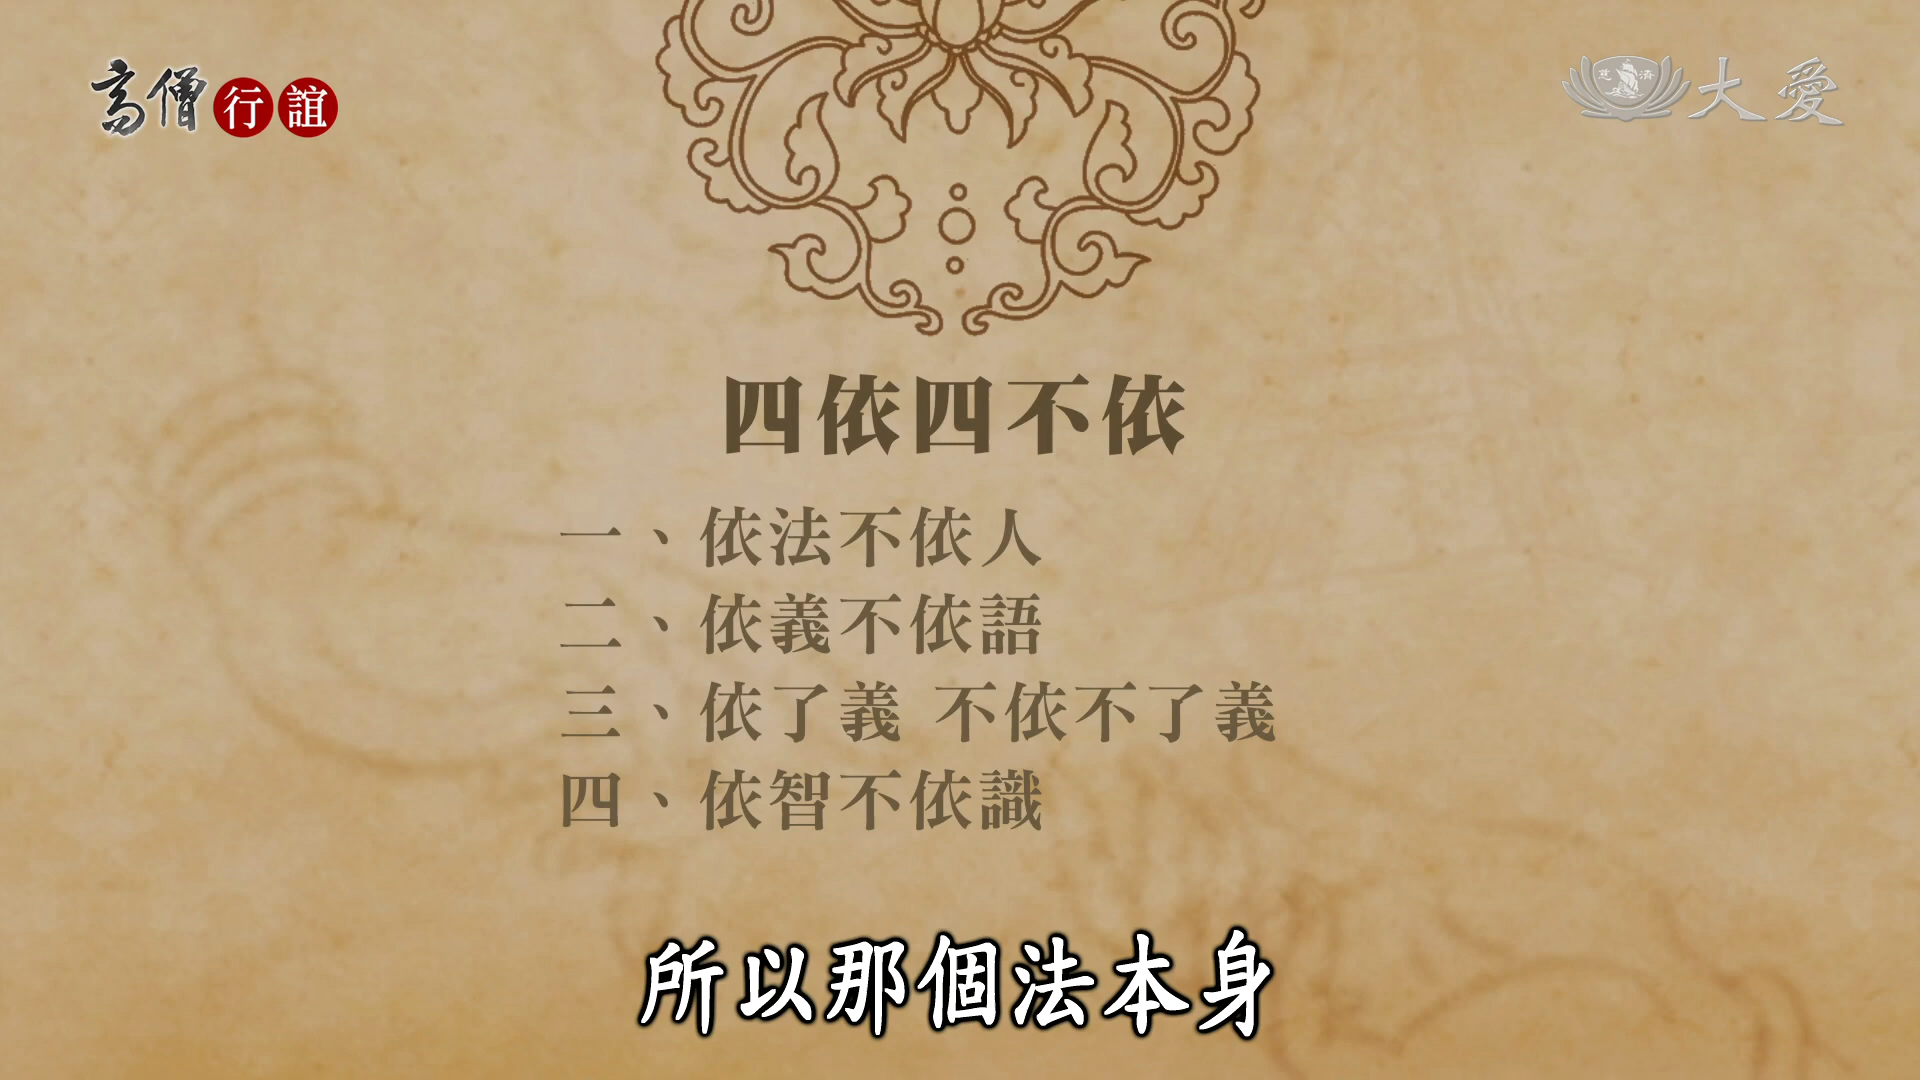 高僧行誼
慈濟 大愛
四依四不依
一、依法不依人
二、依義不依語
三、依了義 不依不了義
四、依智不依識
所以那個法本身